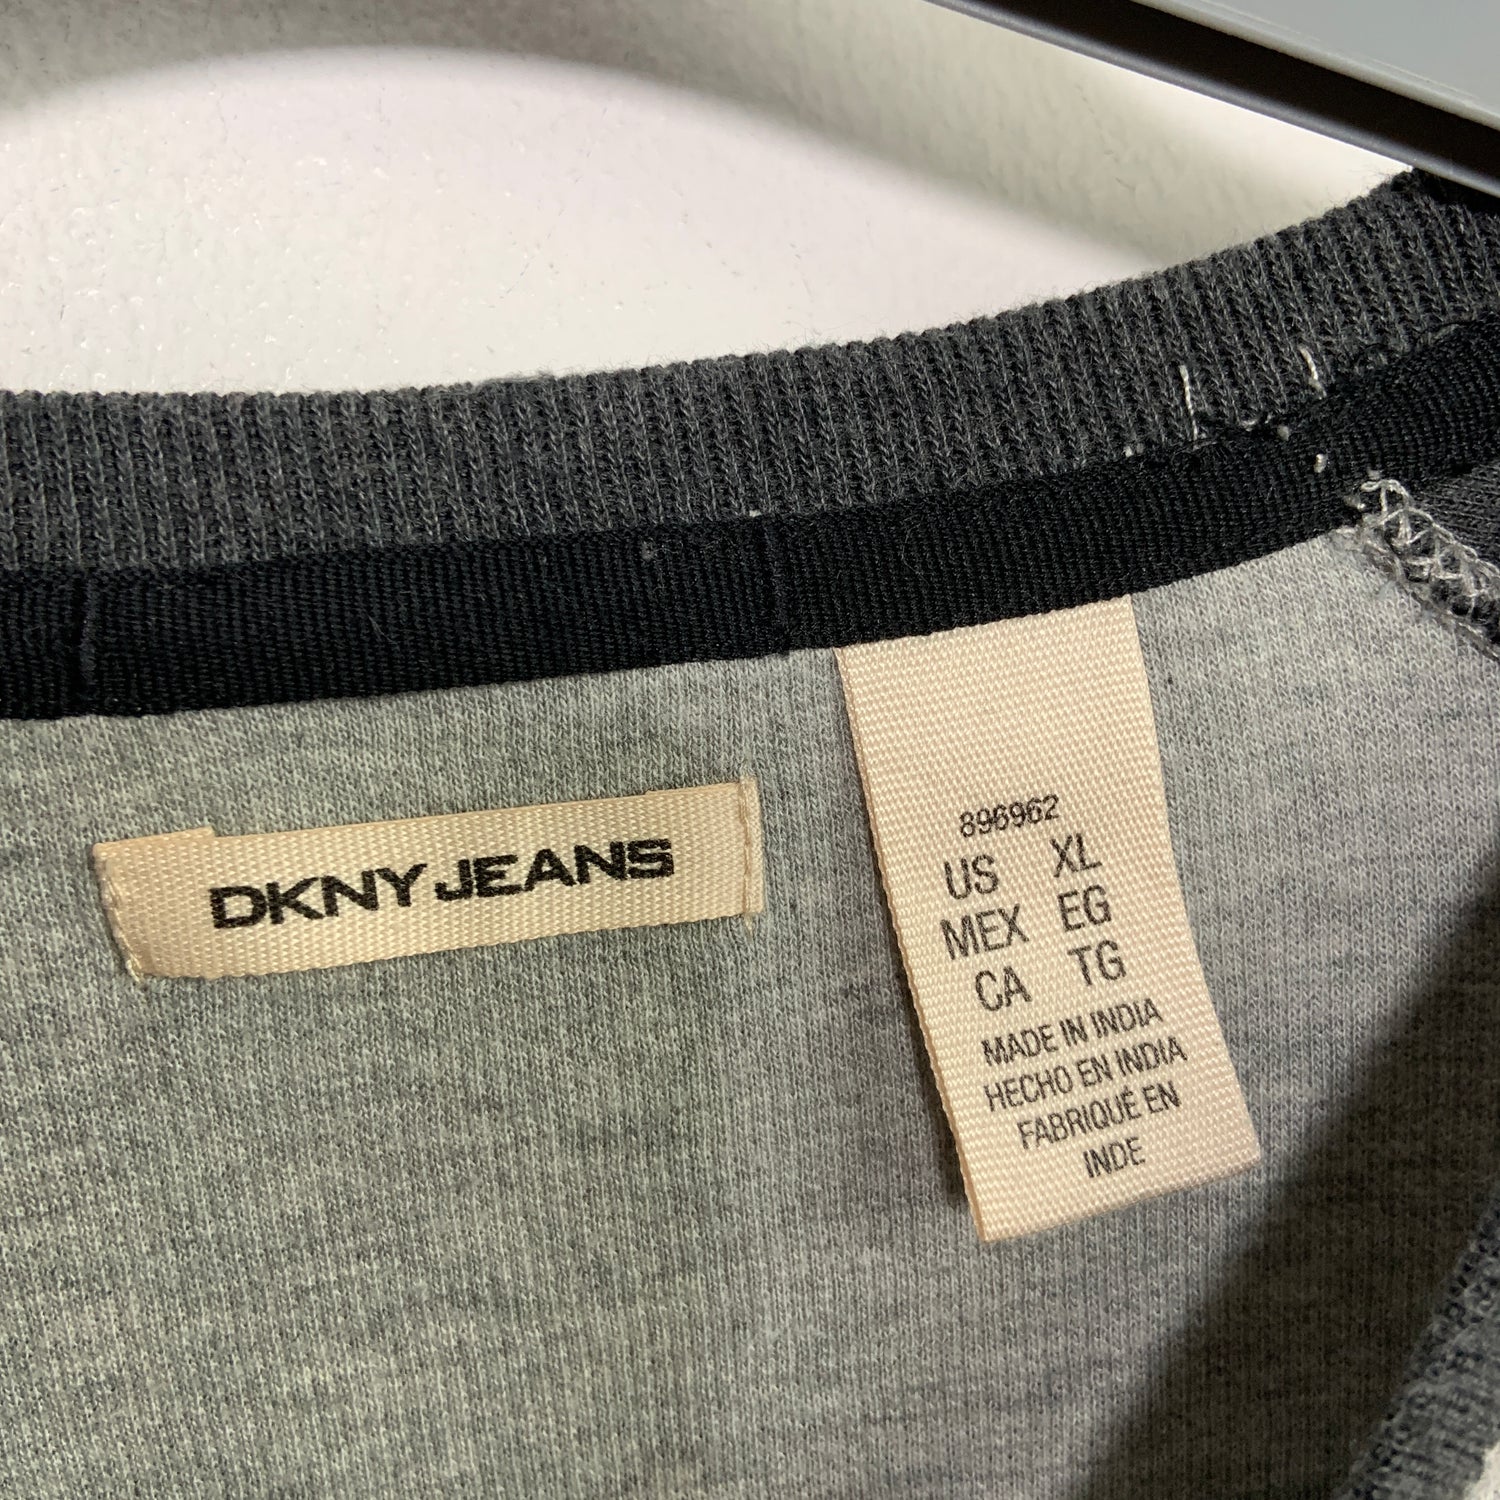 DKNY JEANS
896962
US XL
MEX EG
CA TG
MADE IN INDIA
HECHO EN INDIA
FABRIQUÉ EN
INDE